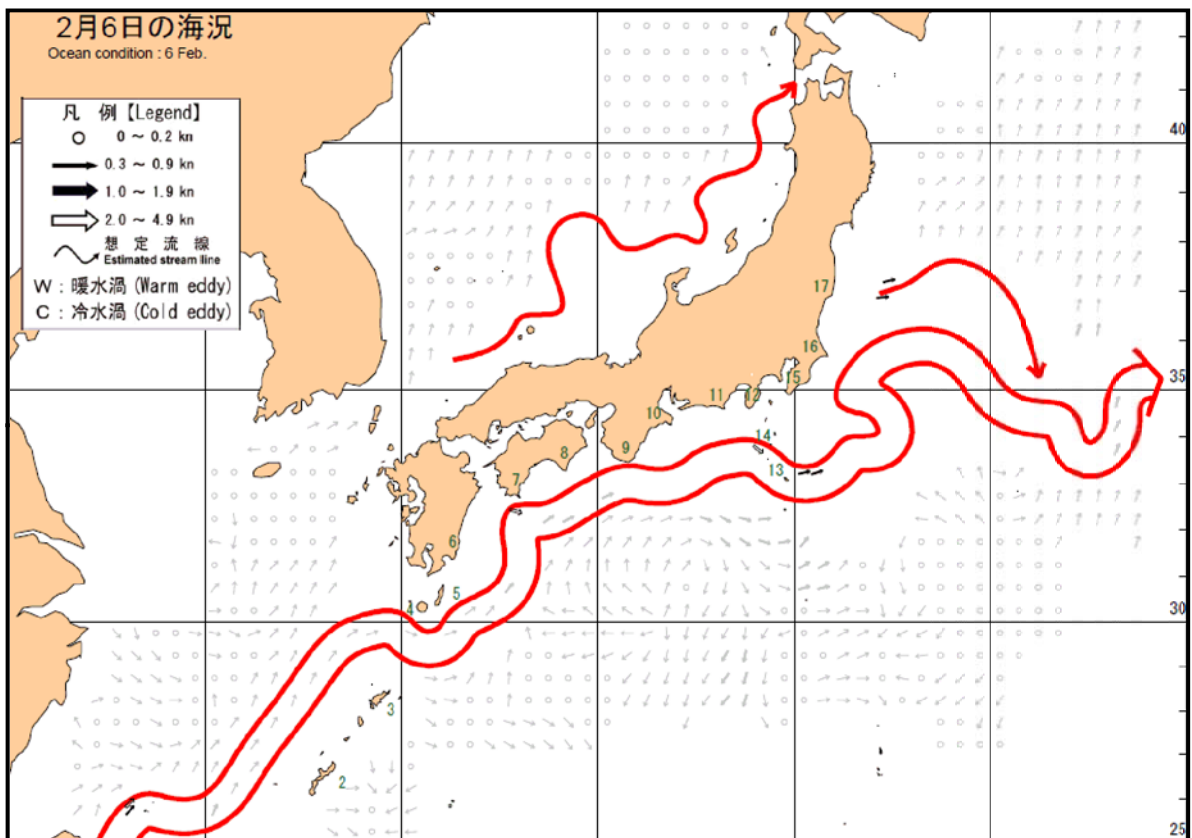 2月6日の海況
Ocean condition : 6 Feb.
凡 例【Legend】
0 ～ 0.2 kn
0.3 ～ 0.9 kn
1.0 ～ 1.9 kn
2.0 ～ 4.9 kn
想 定 流 線
Estimated stream line
W : 暖水渦 (Warm eddy)
C : 冷水渦 (Cold eddy)
40
17
16
35
15
12
11
10
14
9
8
13
7
6
5
4
30
3
2
25